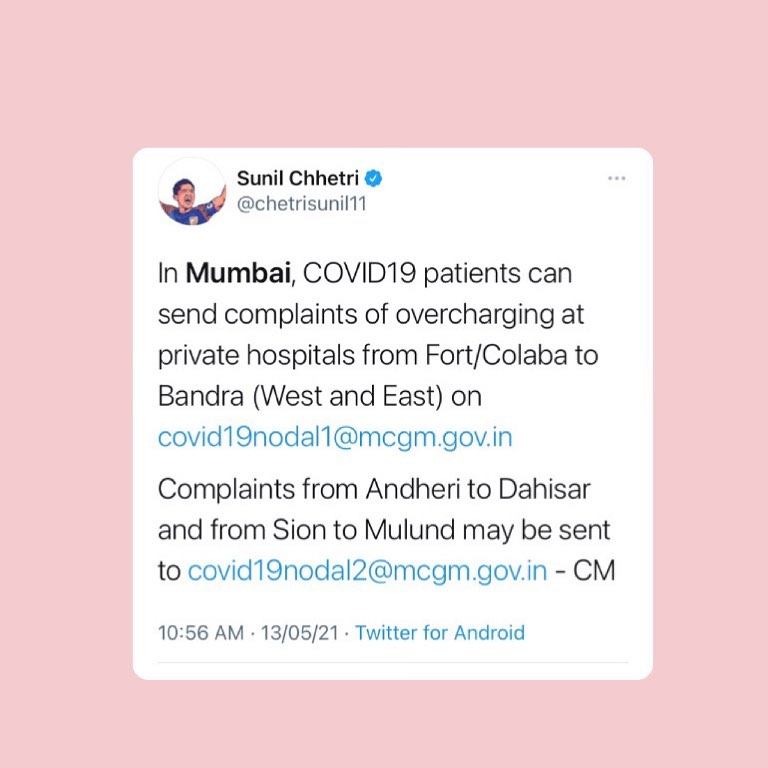 Sunil Chhetri
@chetrisunil11
In Mumbai, COVID19 patients can
send complaints of overcharging at
private hospitals from Fort/Colaba to
Bandra (West and East) on
covid19nodal1@mcgm.gov.in
Complaints from Andheri to Dahisar
and from Sion to Mulund may be sent
to covid19nodal2@mcgm.gov.in - CM
10:56 AM · 13/05/21 · Twitter for Android